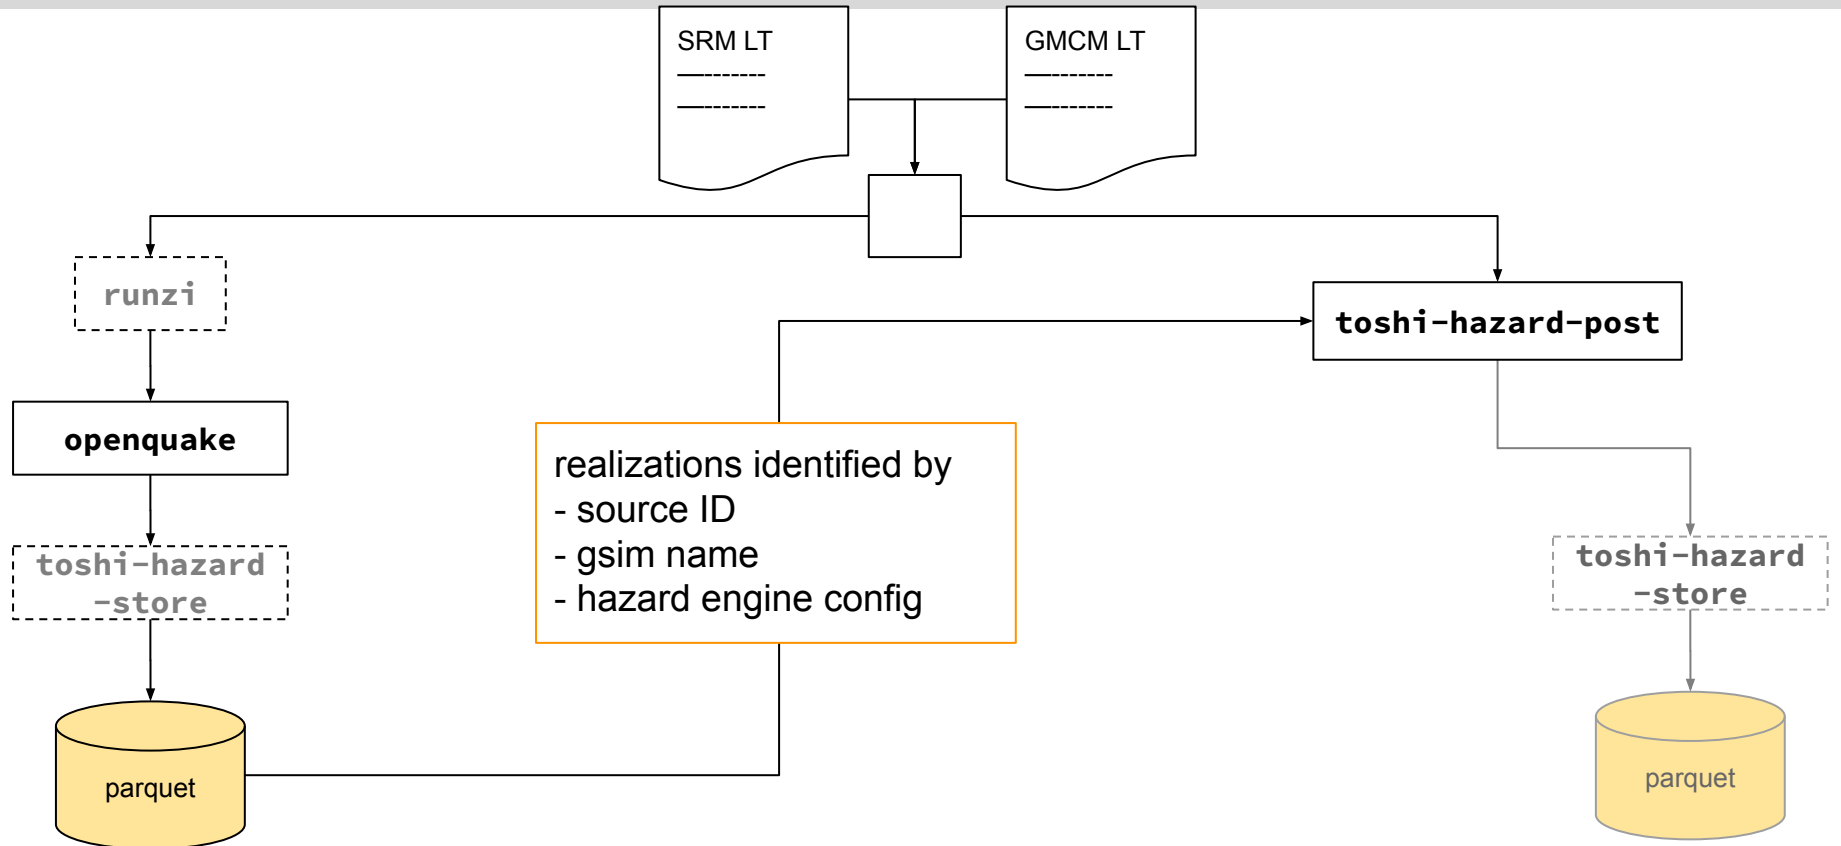 SRM LT
—--------
—--------
GMCM LT
—--------
—--------
runzi
toshi-hazard-post
openquake
realizations identified by
- source ID
- gsim name
- hazard engine config
toshi-hazard
-store
toshi-hazard
-store
parquet
parquet